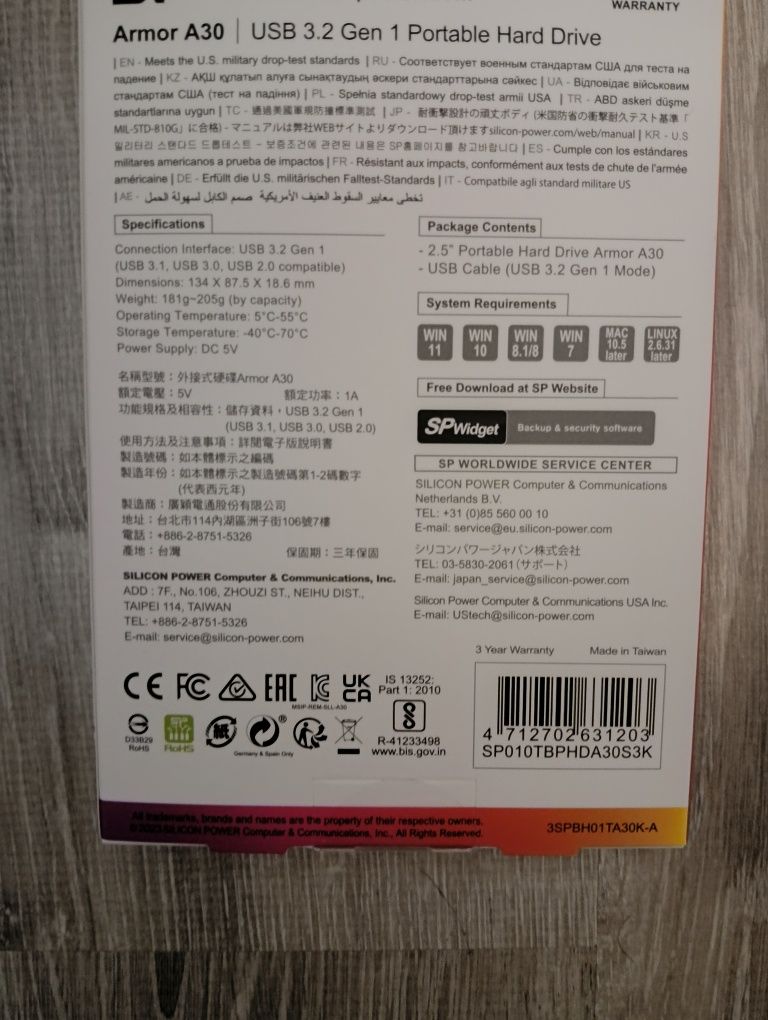 WARRANTY
Armor A30 | USB 3.2 Gen 1 Portable Hard Drive
| EN - Meets the U.S. military drop-test standards | RU - Соответствует военным стандартам США для теста на
падение | KZ - АҚШ құлатып алуға сынақтаудың әскери стандарттарына сәйкес | UA - Відповідає військовим
стандартам США (тест на падіння) | PL - Spełnia standardowy drop-test armii USA | TR - ABD askeri düşme
standartlarına uygun | TC - 通過美國軍規防撞標準測試 | JP - 耐衝撃設計の頑丈ボディ (米国防省の衝撃耐久テスト基準「
MIL-STD-810G」に合格) - マニュアルは弊社WEBサイトよりダウンロード頂けますsilicon-power.com/web/manual | KR - U.S
밀리터리 스탠다드 드롭테스트 - 보증조건에 관련된 내용은 SP홈페이지를 참고바랍니다 | ES - Cumple con los estándares
militares americanos a prueba de impactos | FR - Résistant aux impacts, conformément aux tests de chute de l'armée
américaine | DE - Erfüllt die U.S. militärischen Falltest-Standards | IT - Compatbile agli standard militare US
| AE - تخطى معايير السقوط العنيف الأمريكية صمم الكابل لسهولة الحمل
Specifications
Connection Interface: USB 3.2 Gen 1
(USB 3.1, USB 3.0, USB 2.0 compatible)
Dimensions: 134 X 87.5 X 18.6 mm
Weight: 181g~205g (by capacity)
Operating Temperature: 5°C-55°C
Storage Temperature: -40°C-70°C
Power Supply: DC 5V
名稱型號：外接式硬碟Armor A30
額定電壓：5V 額定功率：1A
功能規格及相容性：儲存資料，USB 3.2 Gen 1
(USB 3.1, USB 3.0, USB 2.0)
使用方法及注意事項：詳閱電子版說明書
製造號碼：如本體標示之編碼
製造年份：如本體標示之製造號碼第1-2碼數字
(代表西元年)
製造商：廣穎電通股份有限公司
地址：台北市114內湖區洲子街106號7樓
電話：+886-2-8751-5326
產地：台灣 保固期：三年保固
SILICON POWER Computer & Communications, Inc.
ADD : 7F., No.106, ZHOUZI ST., NEIHU DIST.,
TAIPEI 114, TAIWAN
TEL: +886-2-8751-5326
E-mail: service@silicon-power.com
Package Contents
- 2.5" Portable Hard Drive Armor A30
- USB Cable (USB 3.2 Gen 1 Mode)
System Requirements
WIN 11
WIN 10
WIN 8.1/8
WIN 7
MAC 10.5 later
LINUX 2.6.31 later
Free Download at SP Website
SP Widget Backup & security software
SP WORLDWIDE SERVICE CENTER
SILICON POWER Computer & Communications
Netherlands B.V.
TEL: +31 (0)85 560 00 10
E-mail: service@eu.silicon-power.com
シリコンパワージャパン株式会社
TEL: 03-5830-2061 (サポート)
E-mail: japan_service@silicon-power.com
Silicon Power Computer & Communications USA Inc.
E-mail: UStech@silicon-power.com
3 Year Warranty Made in Taiwan
CE FC EAC UK CA
IS 13252:
Part 1: 2010
MSIP-REM-SLL-A30
D33B29
RoHS
SP
RoHS
紙
®
Germany & Spain Only
R-41233498
www.bis.gov.in
4 712702 631203
SP010TBPHDA30S3K
All trademarks, brands and names are the property of their respective owners.
©2023 SILICON POWER Computer & Communications, Inc., All Rights Reserved.
3SPBH01TA30K-A